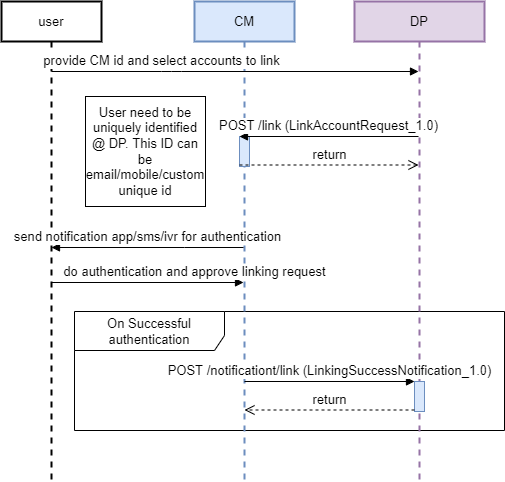 user
CM
DP
provide CM id and select accounts to link
User need to be
uniquely identified
@ DP. This ID can
be
email/mobile/custom
unique id
POST /link (LinkAccountRequest_1.0)
return
send notification app/sms/ivr for authentication
do authentication and approve linking request
On Successful
authentication
POST /notificationt/link (LinkingSuccessNotification_1.0)
return